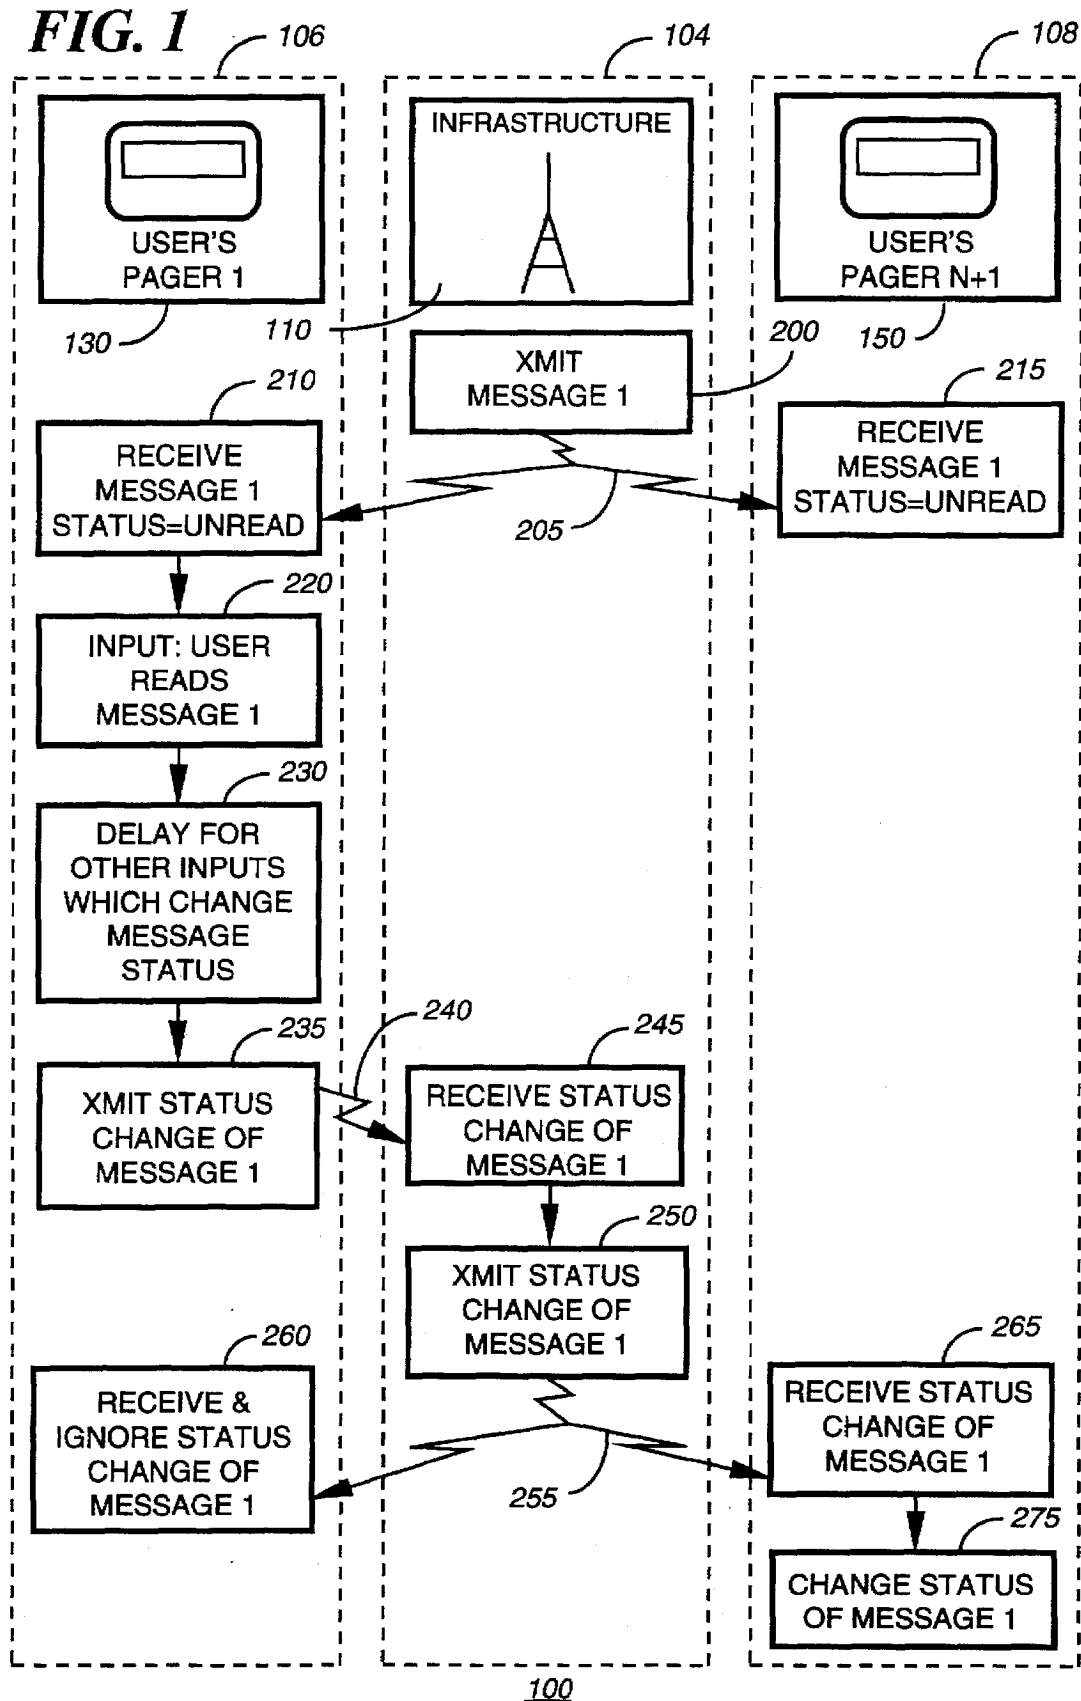 FIG. 1
106
104
108
INFRASTRUCTURE
USER'S
PAGER 1
USER'S
PAGER N+1
130
110
150
200
XMIT
MESSAGE 1
210
215
RECEIVE
MESSAGE 1
STATUS=UNREAD
RECEIVE
MESSAGE 1
STATUS=UNREAD
205
220
INPUT: USER
READS
MESSAGE 1
230
DELAY FOR
OTHER INPUTS
WHICH CHANGE
MESSAGE
STATUS
235
240
245
XMIT STATUS
CHANGE OF
MESSAGE 1
RECEIVE STATUS
CHANGE OF
MESSAGE 1
250
XMIT STATUS
CHANGE OF
MESSAGE 1
260
265
RECEIVE &
IGNORE STATUS
CHANGE OF
MESSAGE 1
RECEIVE STATUS
CHANGE OF
MESSAGE 1
255
275
CHANGE STATUS
OF MESSAGE 1
100